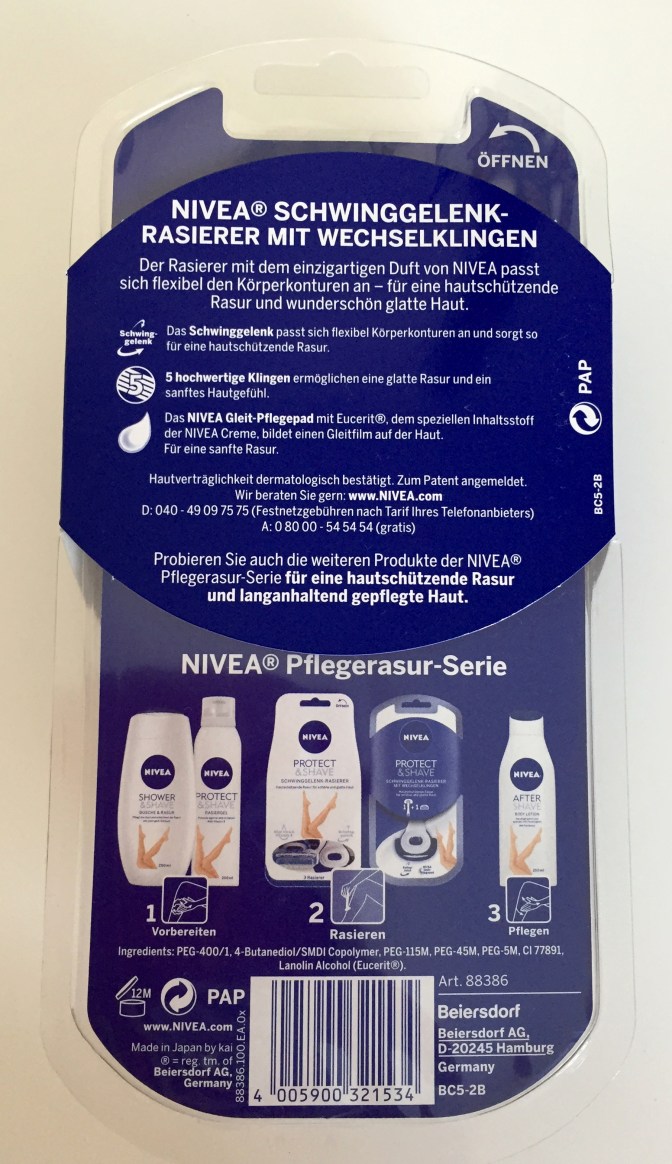 ÖFFNEN
NIVEA® SCHWINGGELENK-
RASIERER MIT WECHSELKLINGEN
Der Rasierer mit dem einzigartigen Duft von NIVEA passt
sich flexibel den Körperkonturen an – für eine hautschützende
Rasur und wunderschön glatte Haut.
Schwing-
gelenk
Das Schwinggelenk passt sich flexibel Körperkonturen an und sorgt so
für eine hautschützende Rasur.
5
5 hochwertige Klingen ermöglichen eine glatte Rasur und ein
sanftes Hautgefühl.
Das NIVEA Gleit-Pflegepad mit Eucerit®, dem speziellen Inhaltsstoff
der NIVEA Creme, bildet einen Gleitfilm auf der Haut.
Für eine sanfte Rasur.
PAP
BC5-2B
Hautverträglichkeit dermatologisch bestätigt. Zum Patent angemeldet.
Wir beraten Sie gern: www.NIVEA.com
D: 040 - 49 09 75 75 (Festnetzgebühren nach Tarif Ihres Telefonanbieters)
A: 0 80 00 - 54 54 54 (gratis)
Probieren Sie auch die weiteren Produkte der NIVEA®
Pflegerasur-Serie für eine hautschützende Rasur
und langanhaltend gepflegte Haut.
NIVEA® Pflegerasur-Serie
NIVEA
SHOWER
& SHAVE
NIVEA
PROTECT
& SHAVE
NIVEA
PROTECT
& SHAVE
SCHWINGGELENK-RASIERER
NIVEA
PROTECT
& SHAVE
SCHWINGGELENK-RASIERER
MIT WECHSELKLINGEN
NIVEA
AFTER
SHAVE
BODY LOTION
1
Vorbereiten
2
Rasieren
3
Pflegen
Ingredients: PEG-400/1, 4-Butanediol/SMDI Copolymer, PEG-115M, PEG-45M, PEG-5M, CI 77891,
Lanolin Alcohol (Eucerit®).
12M
PAP
www.NIVEA.com
Made in Japan by kai
® = reg. tm. of
Beiersdorf AG,
Germany
88386.100.EA.0x
4 005900 321534
Art. 88386
Beiersdorf
Beiersdorf AG,
D-20245 Hamburg
Germany
BC5-2B